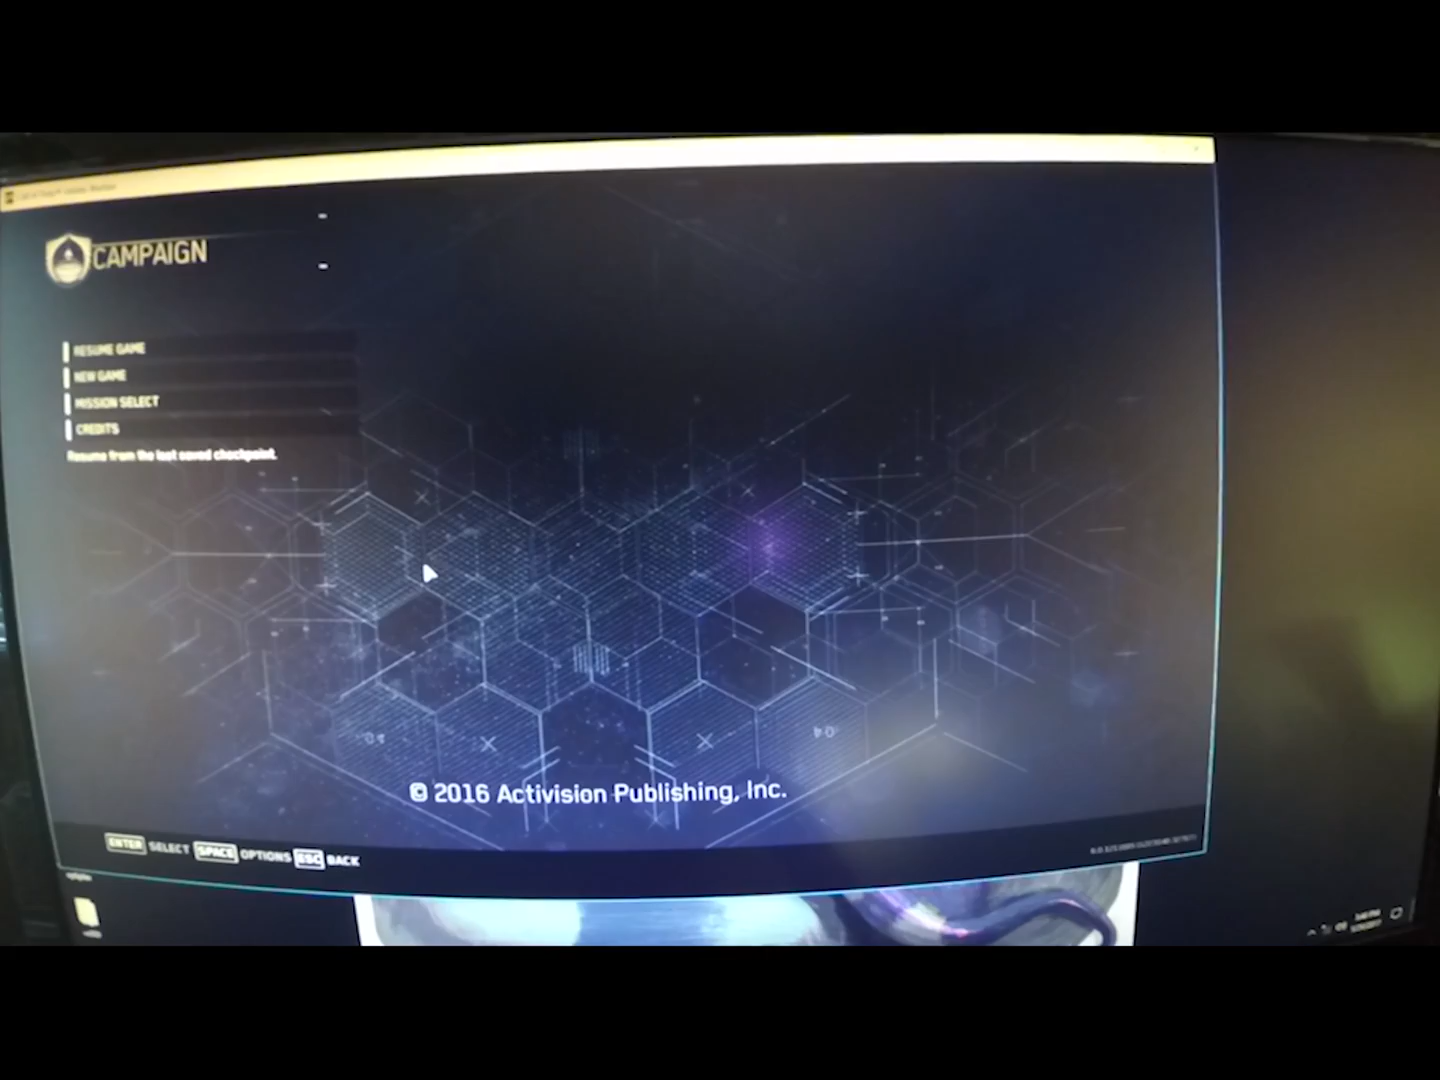 CAMPAIGN
RESUME GAME
NEW GAME
MISSION SELECT
CREDITS
Resume from the last saved checkpoint.
© 2016 Activision Publishing, Inc.
ENTER SELECT SPACE OPTIONS ESC BACK